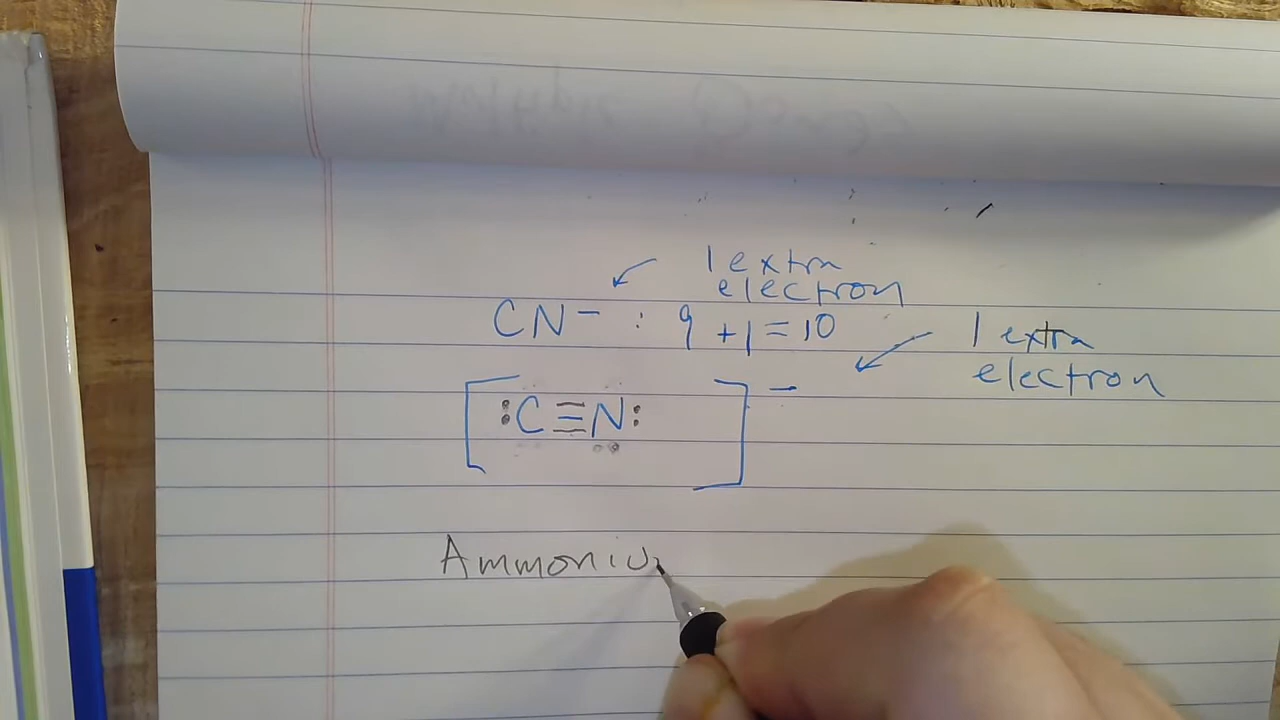 1 extra
electron
CN⁻ : 9 + 1 = 10
1 extra
electron
[:C≡N:]⁻
Ammoniu